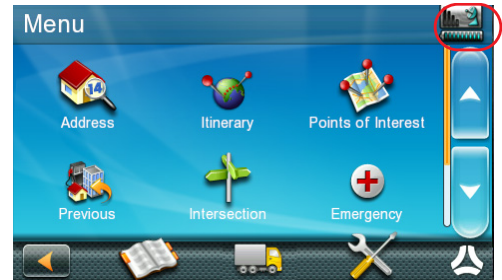 Menu
14
Address
Itinerary
Points of Interest
Previous
Intersection
Emergency